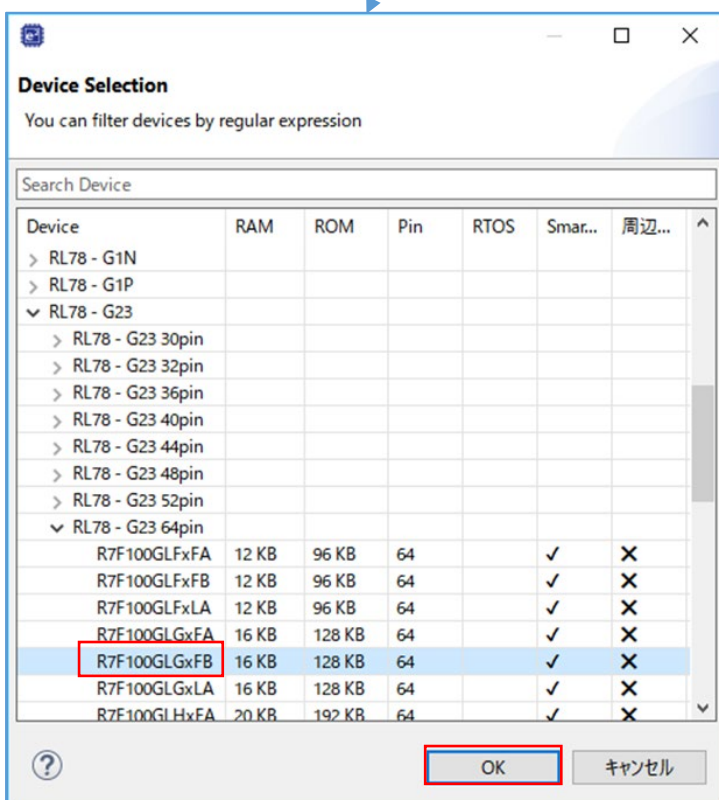 Device Selection
You can filter devices by regular expression
Search Device
Device RAM ROM Pin RTOS Smar... 周辺...
RL78 - G1N
RL78 - G1P
RL78 - G23
RL78 - G23 30pin
RL78 - G23 32pin
RL78 - G23 36pin
RL78 - G23 40pin
RL78 - G23 44pin
RL78 - G23 48pin
RL78 - G23 52pin
RL78 - G23 64pin
R7F100GLFxFA 12 KB 96 KB 64 ✓ ✕
R7F100GLFxFB 12 KB 96 KB 64 ✓ ✕
R7F100GLFxLA 12 KB 96 KB 64 ✓ ✕
R7F100GLGxFA 16 KB 128 KB 64 ✓ ✕
R7F100GLGxFB 16 KB 128 KB 64 ✓ ✕
R7F100GLGxLA 16 KB 128 KB 64 ✓ ✕
R7F100GLHxFA 20 KB 192 KB 64 ✓ ✕
OK キャンセル